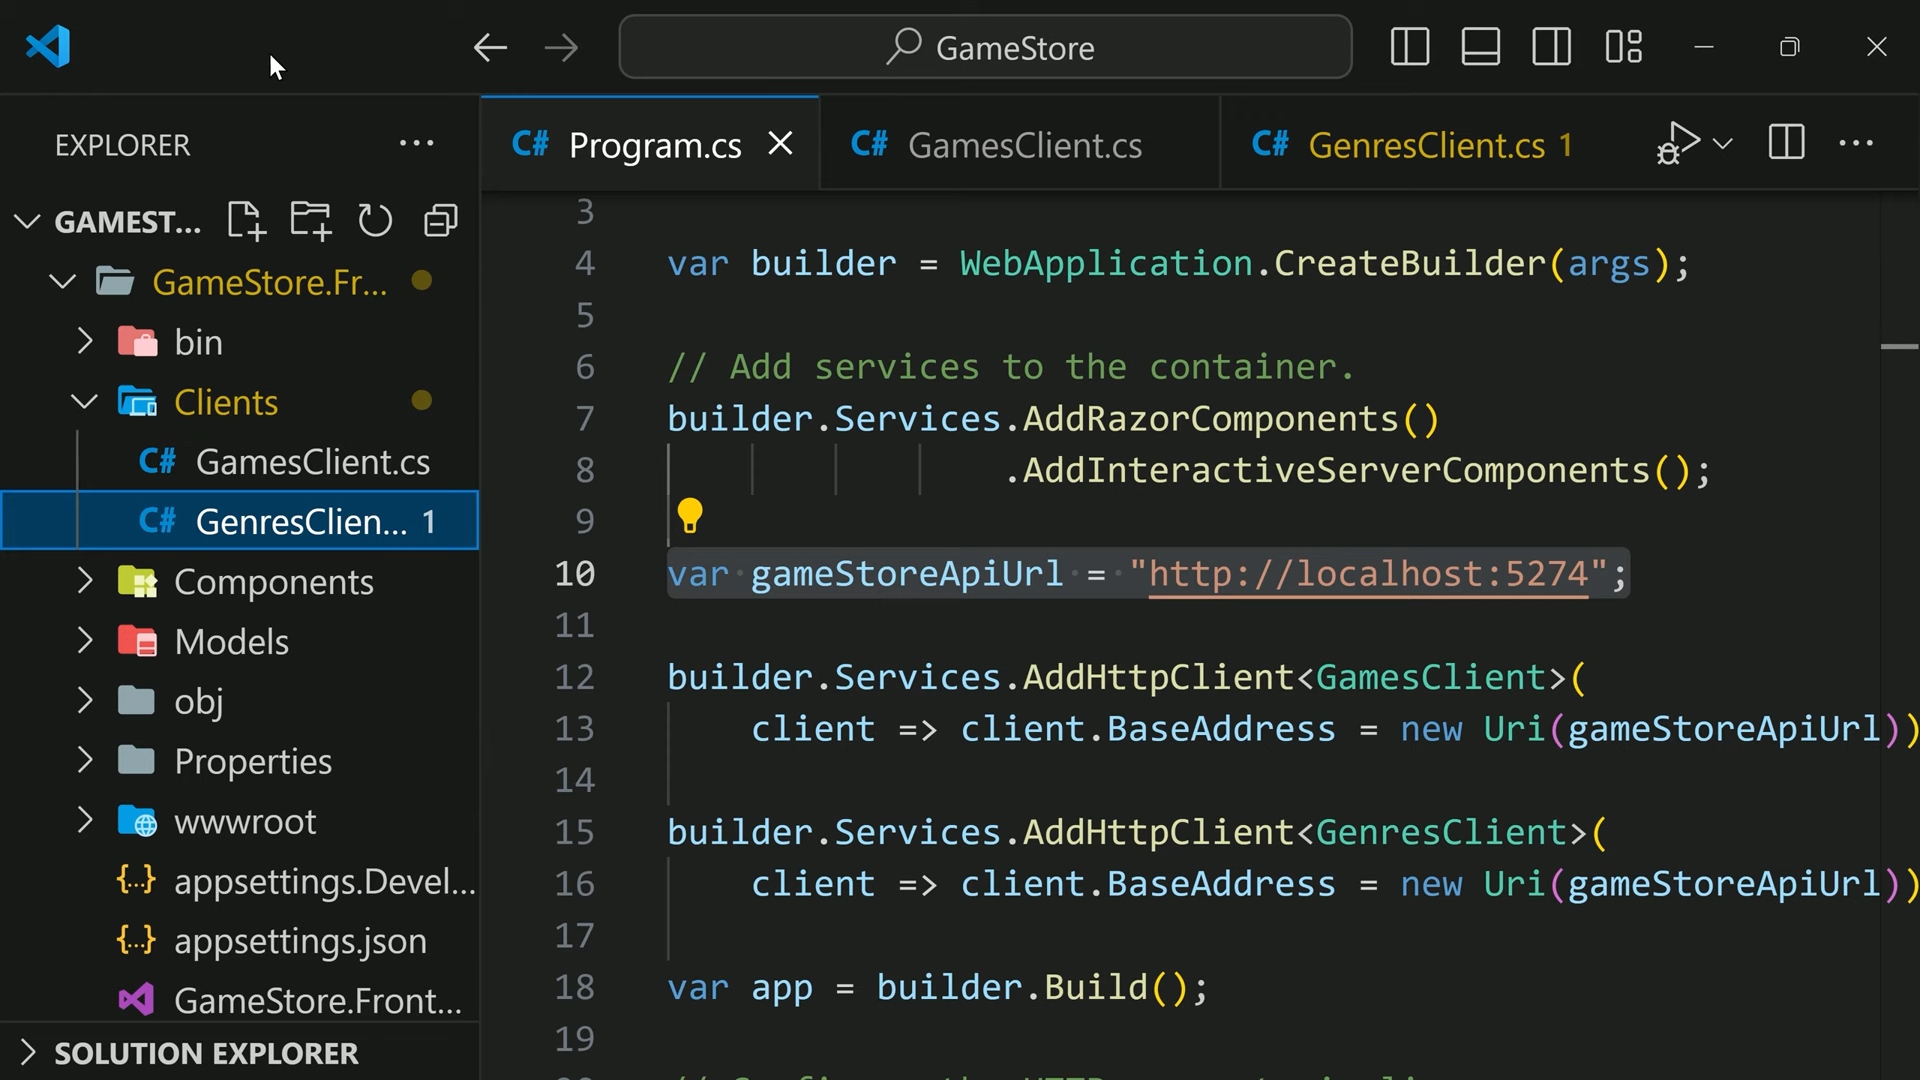 GameStore
EXPLORER
GAMEST...
GameStore.Fr...
bin
Clients
C# GamesClient.cs
C# GenresClien... 1
Components
Models
obj
Properties
wwwroot
{..} appsettings.Devel...
{..} appsettings.json
GameStore.Front...
SOLUTION EXPLORER
C# Program.cs
C# GamesClient.cs
C# GenresClient.cs 1
3
4 var builder = WebApplication.CreateBuilder(args);
5
6 // Add services to the container.
7 builder.Services.AddRazorComponents()
8 .AddInteractiveServerComponents();
9
10 var gameStoreApiUrl = "http://localhost:5274";
11
12 builder.Services.AddHttpClient<GamesClient>(
13 client => client.BaseAddress = new Uri(gameStoreApiUrl))
14
15 builder.Services.AddHttpClient<GenresClient>(
16 client => client.BaseAddress = new Uri(gameStoreApiUrl))
17
18 var app = builder.Build();
19